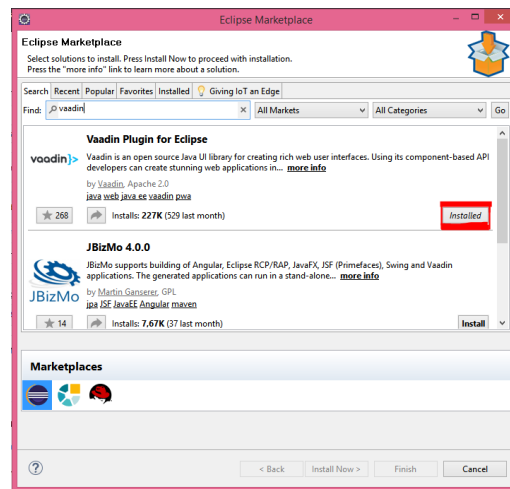 Eclipse Marketplace
Eclipse Marketplace
Select solutions to install. Press Install Now to proceed with installation.
Press the "more info" link to learn more about a solution.
Search Recent Popular Favorites Installed Giving IoT an Edge
Find: vaadin All Markets All Categories Go
Vaadin Plugin for Eclipse
vaadin}>
Vaadin is an open source Java UI library for creating rich web user interfaces. Using its component-based API
developers can create stunning web applications in... more info
by Vaadin, Apache 2.0
java web java ee vaadin pwa
268 Installs: 227K (529 last month) Installed
JBizMo 4.0.0
JBizMo supports building of Angular, Eclipse RCP/RAP, JavaFX, JSF (Primefaces), Swing and Vaadin
applications. The generated applications can run in a stand-alone... more info
JBizMo
by Martin Ganserer, GPL
jpa JSF JavaEE Angular maven
14 Installs: 7,67K (37 last month) Install
Marketplaces
? < Back Install Now > Finish Cancel